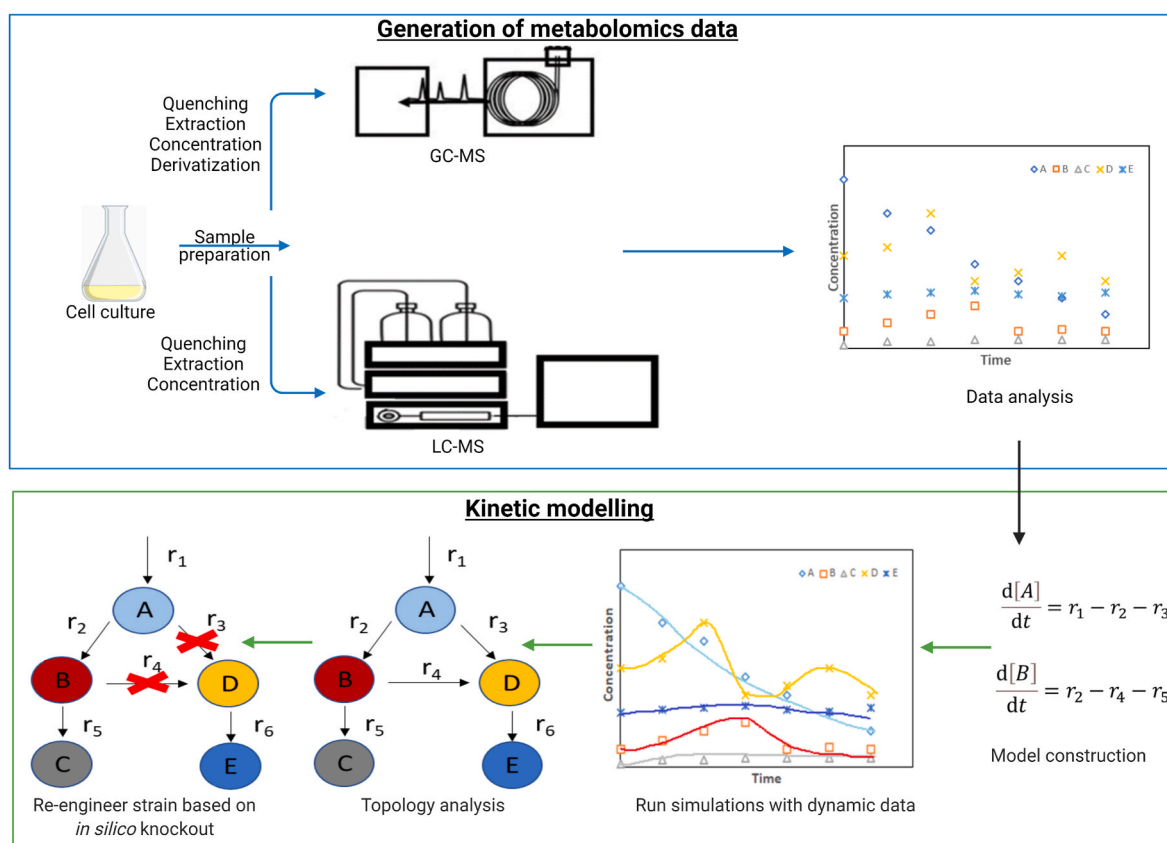 Generation of metabolomics data
Quenching
Extraction
Concentration
Derivatization
GC-MS
Sample
preparation
Cell culture
Quenching
Extraction
Concentration
LC-MS
A B C D E
Concentration
Time
Data analysis
Kinetic modelling
d[A]/dt = r1 − r2 − r3
d[B]/dt = r2 − r4 − r5
Model construction
A B C D E
Concentration
Time
Run simulations with dynamic data
r1
A
r2
r3
B
r4
D
r5
r6
C
E
Topology analysis
r1
A
r2
r3
r4
B
D
r5
r6
C
E
Re-engineer strain based on
in silico knockout